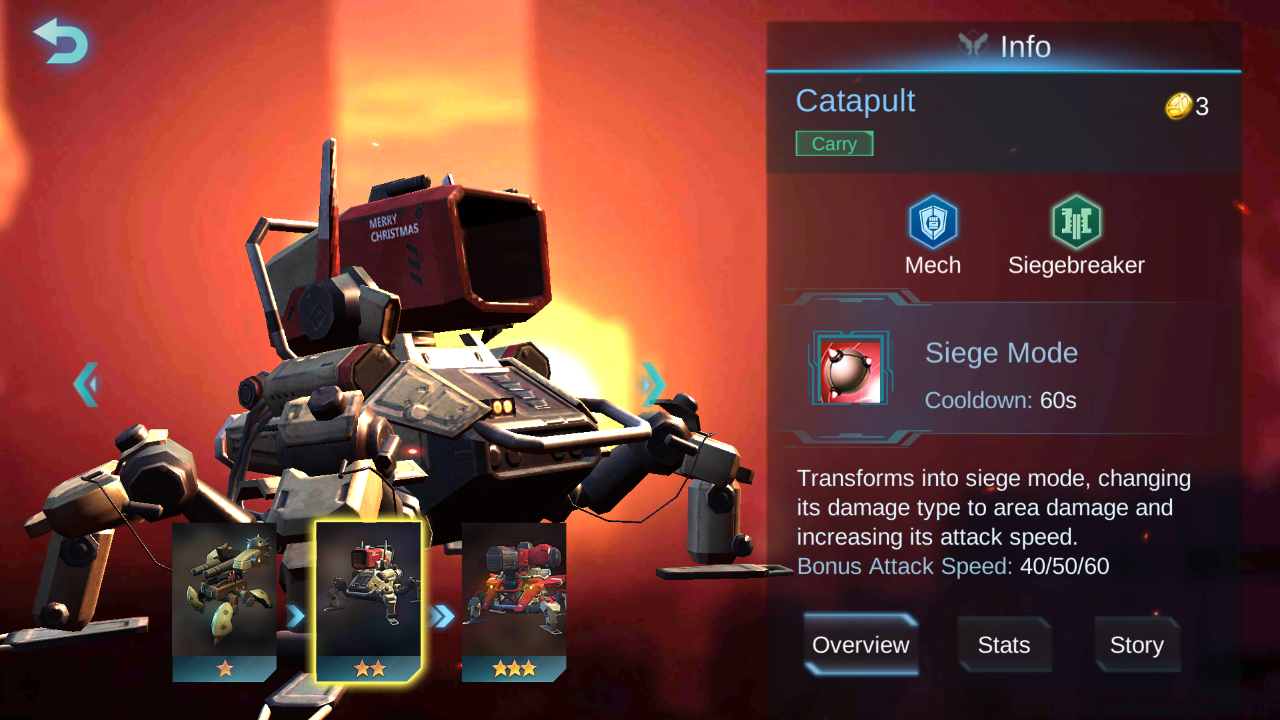 Info
Catapult
3
Carry
Mech
Siegebreaker
MERRY
CHRISTMAS
Siege Mode
Cooldown: 60s
Transforms into siege mode, changing
its damage type to area damage and
increasing its attack speed.
Bonus Attack Speed: 40/50/60
Overview
Stats
Story